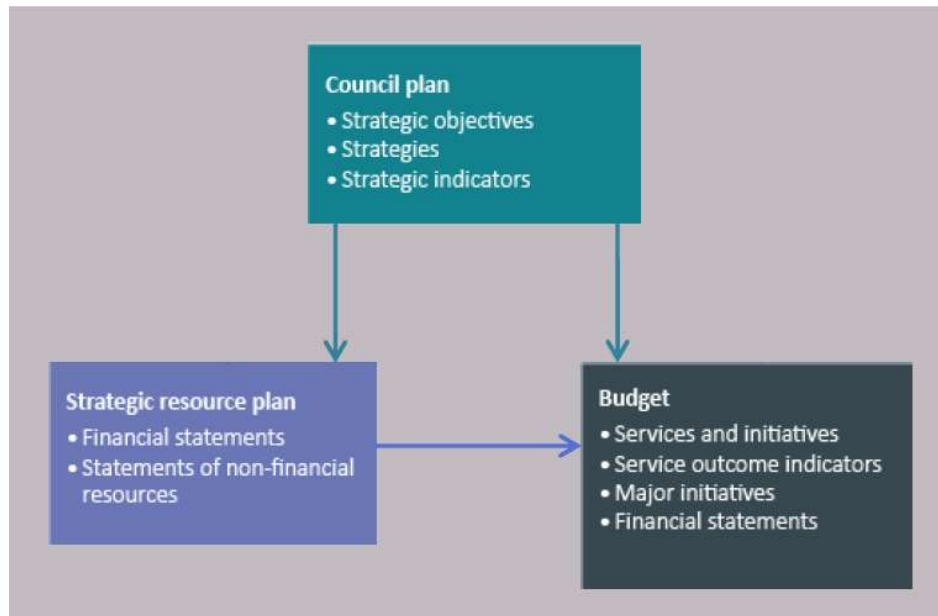 Council plan
• Strategic objectives
• Strategies
• Strategic indicators
Strategic resource plan
• Financial statements
• Statements of non-financial
resources
Budget
• Services and initiatives
• Service outcome indicators
• Major initiatives
• Financial statements